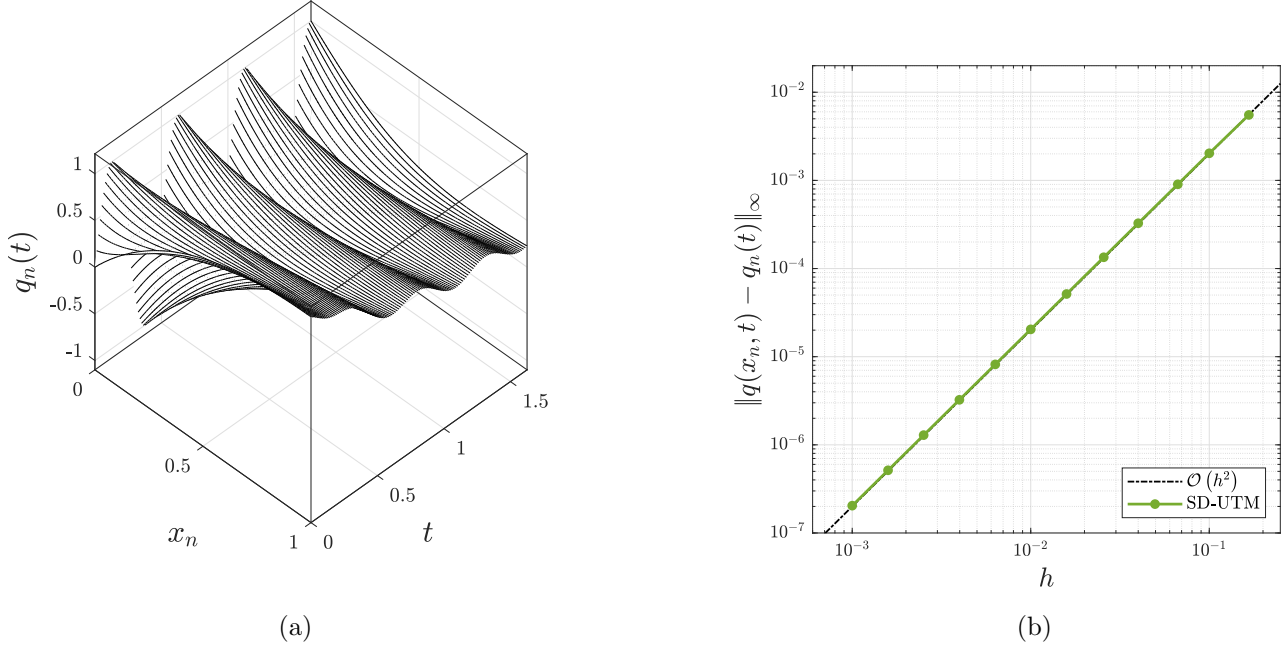 1
0.5
0
-0.5
-1
q_n(t)
0
0.5
1
x_n
0
0.5
1
1.5
t
(a)
10^{-2}
10^{-3}
10^{-4}
10^{-5}
10^{-6}
10^{-7}
‖q(x_n, t) − q_n(t)‖_∞
O (h^2)
SD-UTM
10^{-3}
10^{-2}
10^{-1}
h
(b)